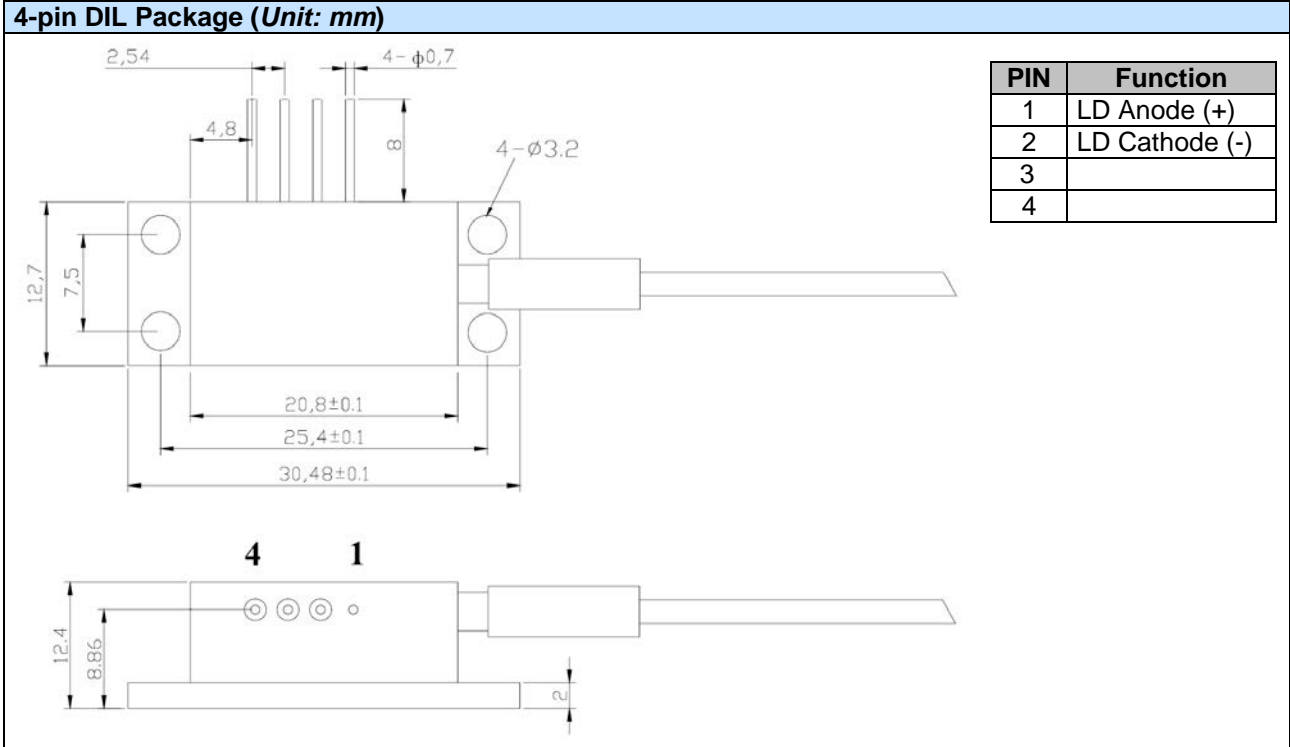 4-pin DIL Package (Unit: mm)
2,54
4- ϕ0,7
4,8
8
4-Ø3.2
12,7
7,5
20,8±0.1
25,4±0.1
30,48±0.1
PIN Function
1 LD Anode (+)
2 LD Cathode (-)
3
4
4 1
12.4
8.86
2